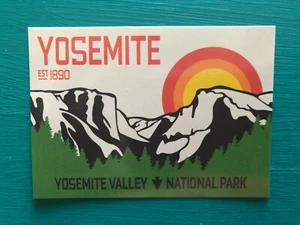 YOSEMITE
EST 1890
YOSEMITE VALLEY NATIONAL PARK